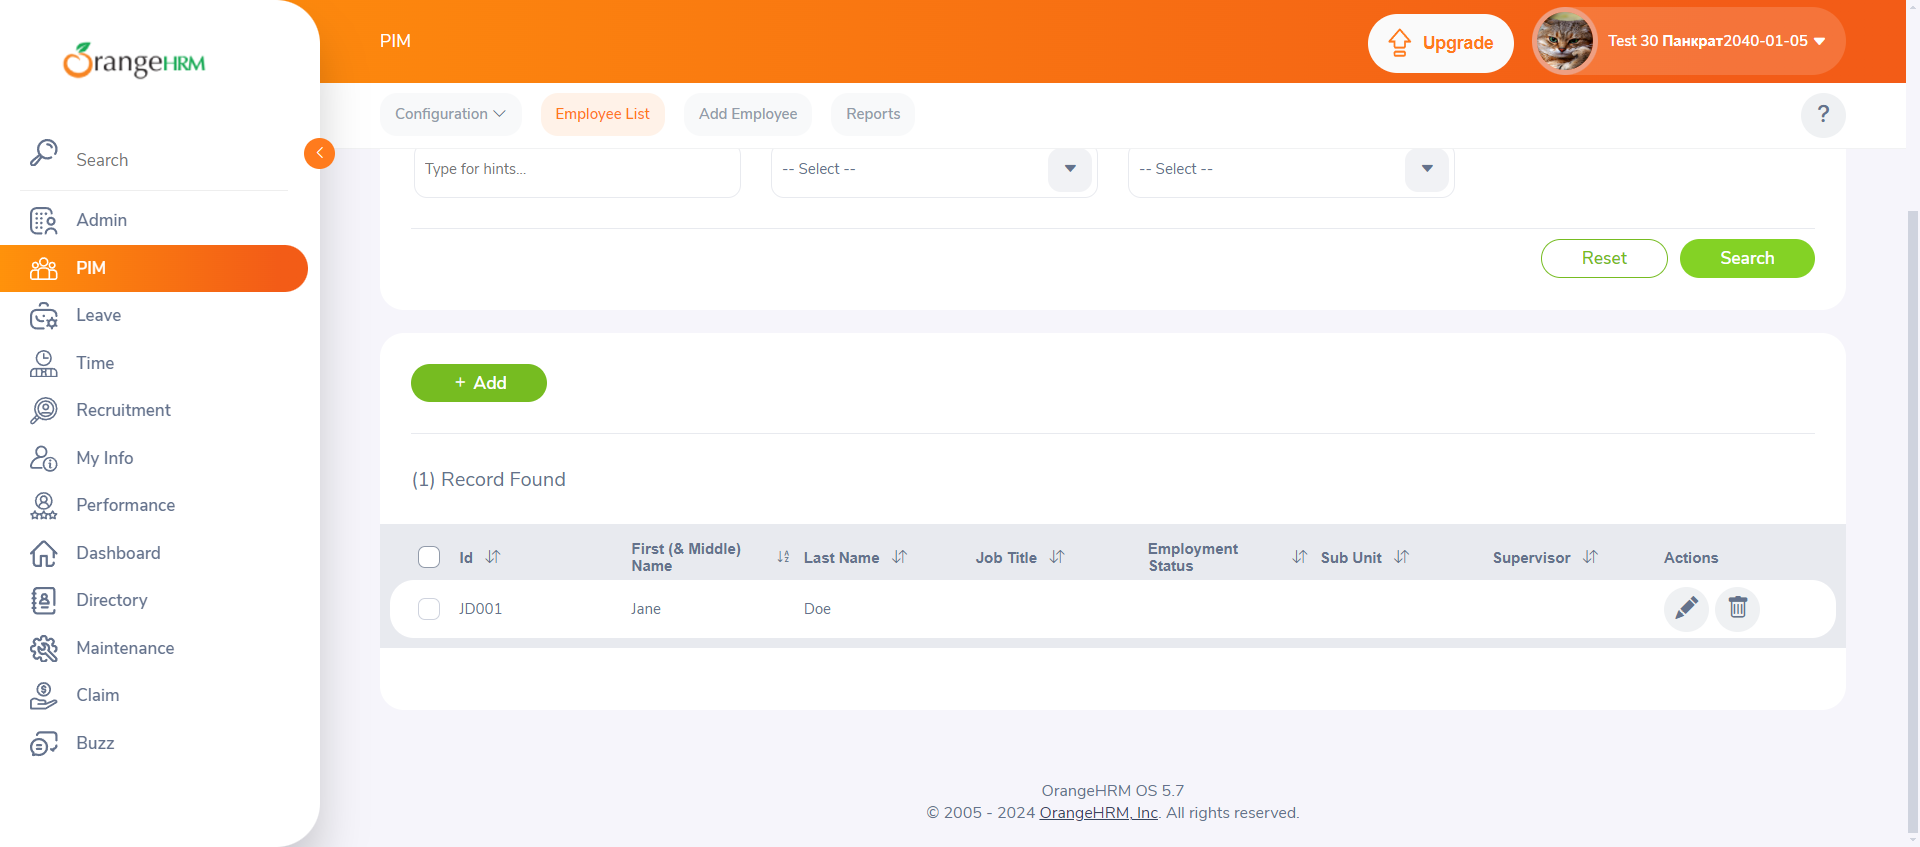 OrangeHRM
Search
Admin
PIM
Leave
Time
Recruitment
My Info
Performance
Dashboard
Directory
Maintenance
Claim
Buzz
PIM
Upgrade
Test 30 Панкрат2040-01-05
Configuration
Employee List
Add Employee
Reports
?
Type for hints...
-- Select --
-- Select --
Reset
Search
+ Add
(1) Record Found
Id
First (& Middle)
Name
Last Name
Job Title
Employment
Status
Sub Unit
Supervisor
Actions
JD001
Jane
Doe
OrangeHRM OS 5.7
© 2005 - 2024 OrangeHRM, Inc. All rights reserved.